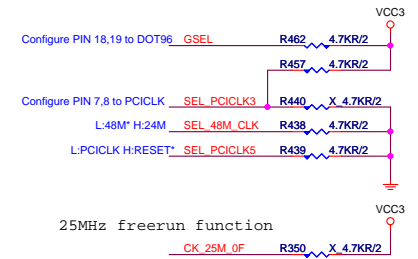 VCC3
Configure PIN 18,19 to DOT96 GSEL R462 4.7KR/2
R457 4.7KR/2
Configure PIN 7,8 to PCICLK SEL_PCICLK3 R440 X_4.7KR/2
L:48M* H:24M SEL_48M_CLK R438 4.7KR/2
L:PCICLK H:RESET* SEL_PCICLK5 R439 4.7KR/2
VCC3
25MHz freerun function
CK_25M_0F R350 X_4.7KR/2